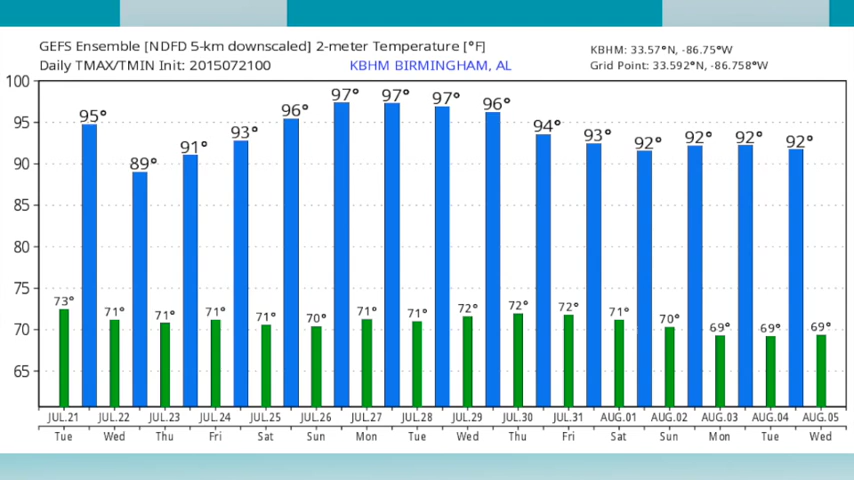 GEFS Ensemble [NDFD 5-km downscaled] 2-meter Temperature [°F]
KBHM: 33.57°N, -86.75°W
Daily TMAX/TMIN Init: 2015072100 KBHM BIRMINGHAM, AL
Grid Point: 33.592°N, -86.758°W
100
95
90
85
80
75
70
65
95° 89° 91° 93° 96° 97° 97° 97° 96° 94° 93° 92° 92° 92° 92°
73° 71° 71° 71° 71° 70° 71° 71° 72° 72° 72° 71° 70° 69° 69° 69°
JUL.21 JUL.22 JUL.23 JUL.24 JUL.25 JUL.26 JUL.27 JUL.28 JUL.29 JUL.30 JUL.31 AUG.01 AUG.02 AUG.03 AUG.04 AUG.05
Tue Wed Thu Fri Sat Sun Mon Tue Wed Thu Fri Sat Sun Mon Tue Wed